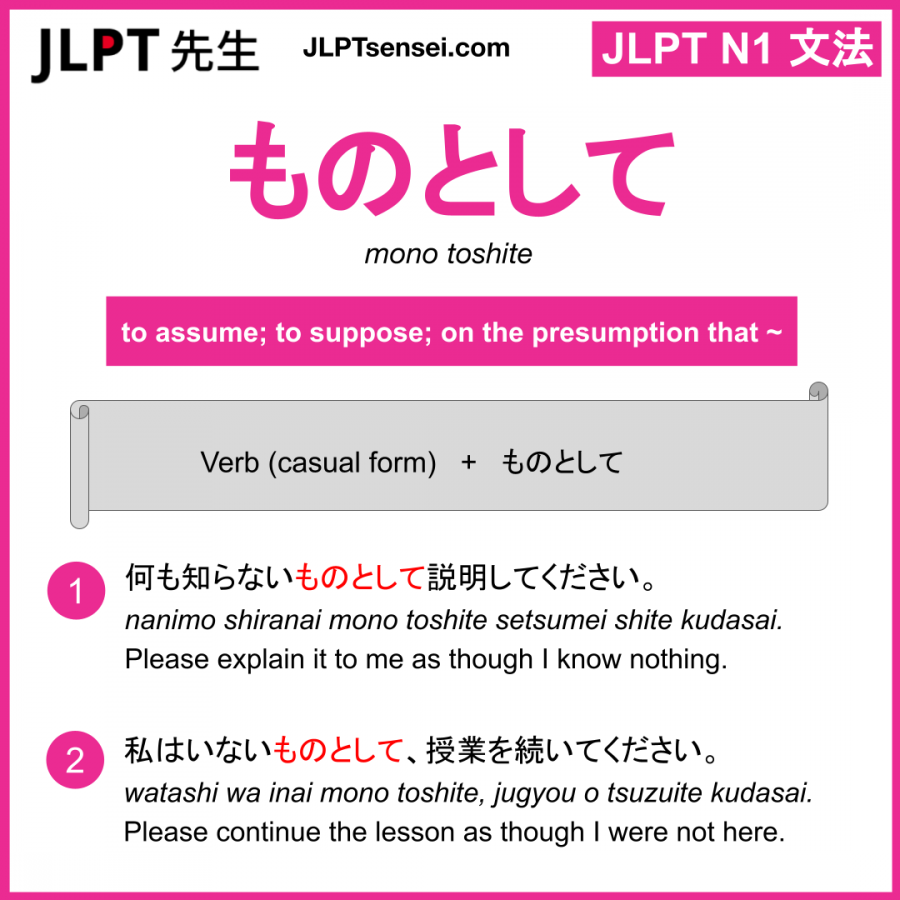 JLPT 先生
JLPTsensei.com
JLPT N1 文法
ものとして
mono toshite
to assume; to suppose; on the presumption that ~
Verb (casual form) + ものとして
1
何も知らないものとして説明してください。
nanimo shiranai mono toshite setsumei shite kudasai.
Please explain it to me as though I know nothing.
2
私はいないものとして、授業を続いてください。
watashi wa inai mono toshite, jugyou o tsuzuite kudasai.
Please continue the lesson as though I were not here.